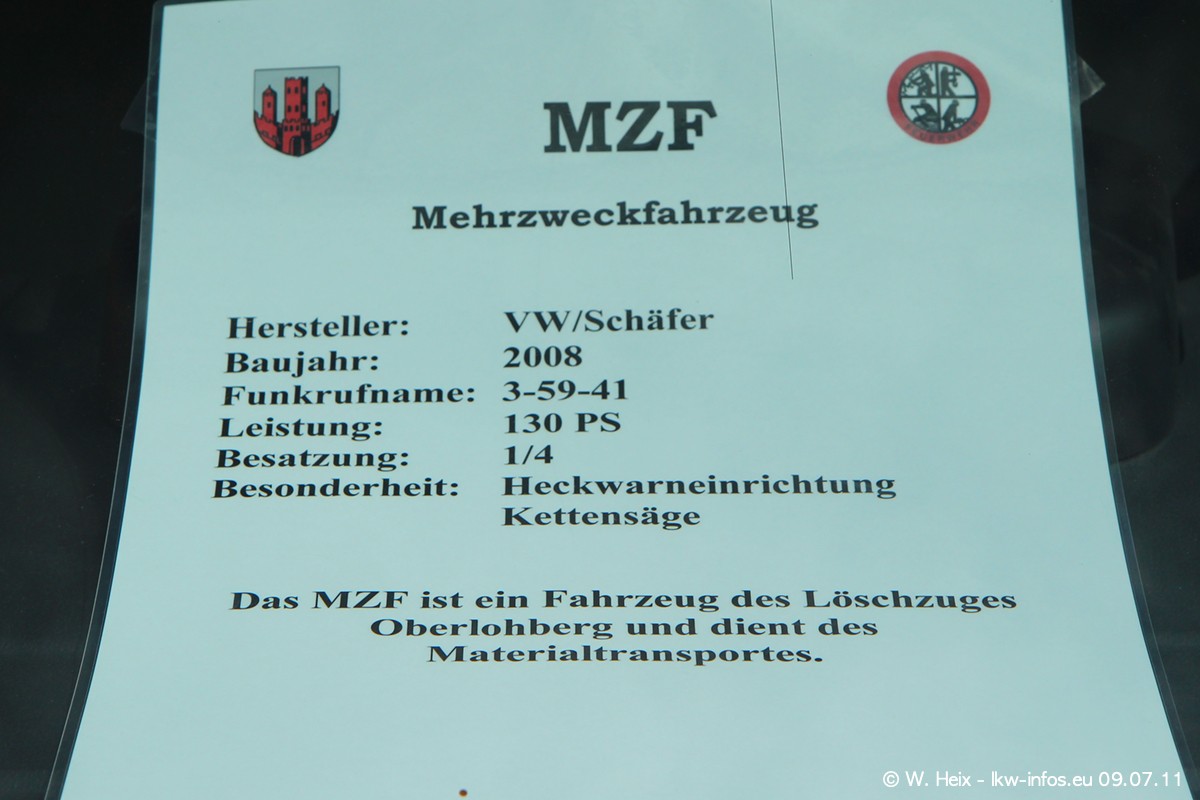 MZF
FEUERWEHR
Mehrzweckfahrzeug
Hersteller: VW/Schäfer
Baujahr: 2008
Funkrufname: 3-59-41
Leistung: 130 PS
Besatzung: 1/4
Besonderheit: Heckwarneinrichtung
Kettensäge
Das MZF ist ein Fahrzeug des Löschzuges
Oberlohberg und dient des
Materialtransportes.
© W. Heix - lkw-infos.eu 09.07.11